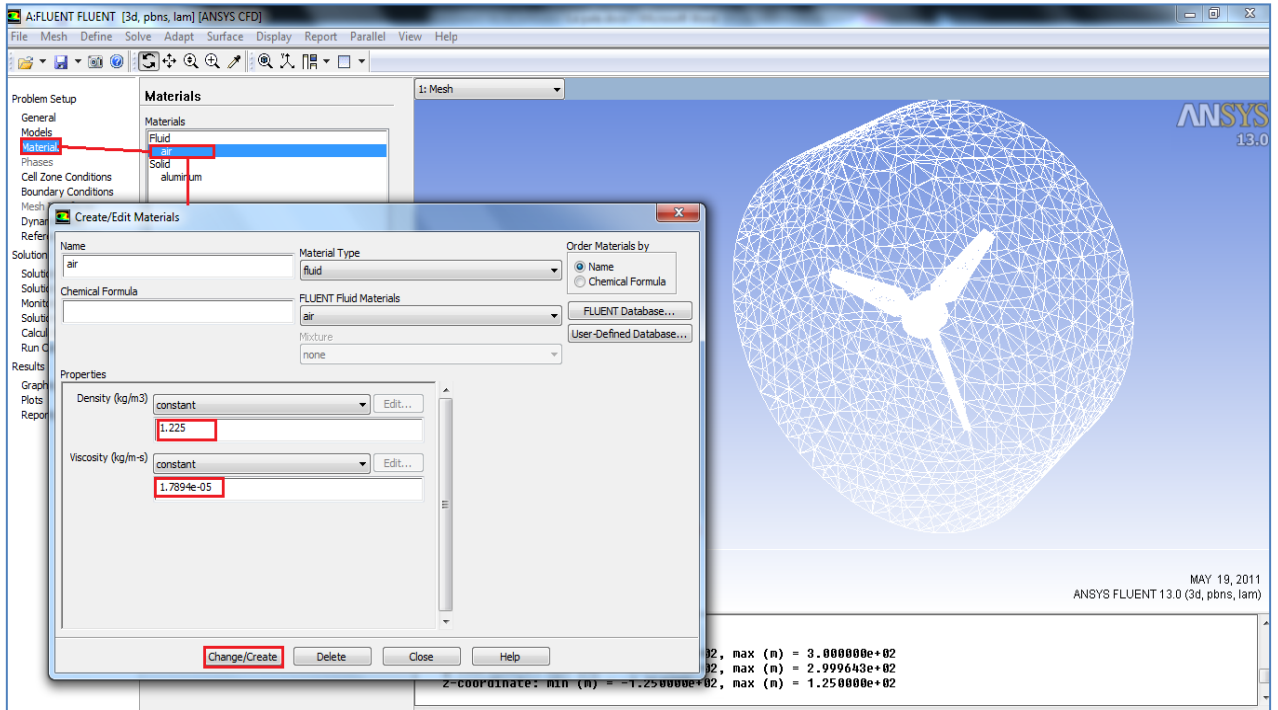 A:FLUENT FLUENT [3d, pbns, lam] [ANSYS CFD]
File Mesh Define Solve Adapt Surface Display Report Parallel View Help
Problem Setup
General
Models
Materials
Phases
Cell Zone Conditions
Boundary Conditions
Mesh
Solution
Run
Results
Plots
Materials
Materials
Fluid
air
Solid
aluminum
1: Mesh
ANSYS
13.0
Create/Edit Materials
Name
air
Chemical Formula
Material Type
fluid
FLUENT Fluid Materials
air
Mixture
none
Order Materials by
Name
Chemical Formula
FLUENT Database...
User-Defined Database...
Properties
Density (kg/m3)
constant
Edit...
1.225
Viscosity (kg/m-s)
constant
Edit...
1.7894e-05
Change/Create
Delete
Close
Help
MAY 19, 2011
ANSYS FLUENT 13.0 (3d, pbns, lam)
02, max (m) = 3.000000e+02
02, max (m) = 2.999643e+02
z-coordinate: min (m) = -1.250000e+02, max (m) = 1.250000e+02